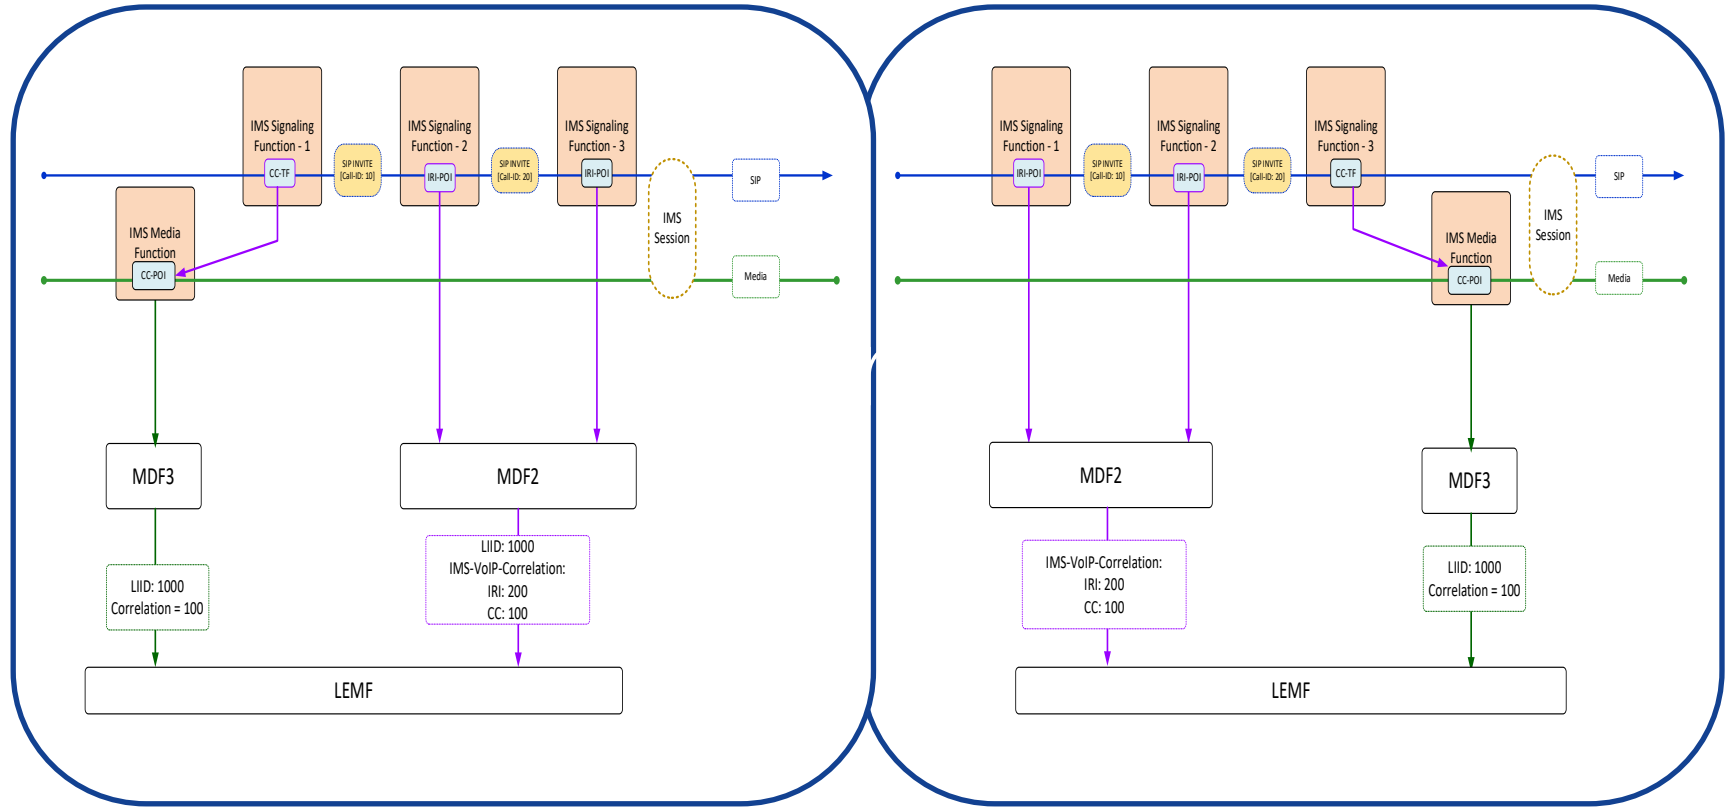 IMS Signaling
Function - 1
CC-TF
SIP INVITE
[Call-ID: 10]
IMS Signaling
Function - 2
IRI-POI
SIP INVITE
[Call-ID: 20]
IMS Signaling
Function - 3
IRI-POI
SIP
IMS
Session
IMS Media
Function
CC-POI
Media
MDF3
MDF2
LIID: 1000
Correlation = 100
LIID: 1000
IMS-VoIP-Correlation:
IRI: 200
CC: 100
LEMF
IMS Signaling
Function - 1
IRI-POI
SIP INVITE
[Call-ID: 10]
IMS Signaling
Function - 2
IRI-POI
SIP INVITE
[Call-ID: 20]
IMS Signaling
Function - 3
CC-TF
SIP
IMS
Session
IMS Media
Function
CC-POI
Media
MDF2
MDF3
IMS-VoIP-Correlation:
IRI: 200
CC: 100
LIID: 1000
Correlation = 100
LEMF